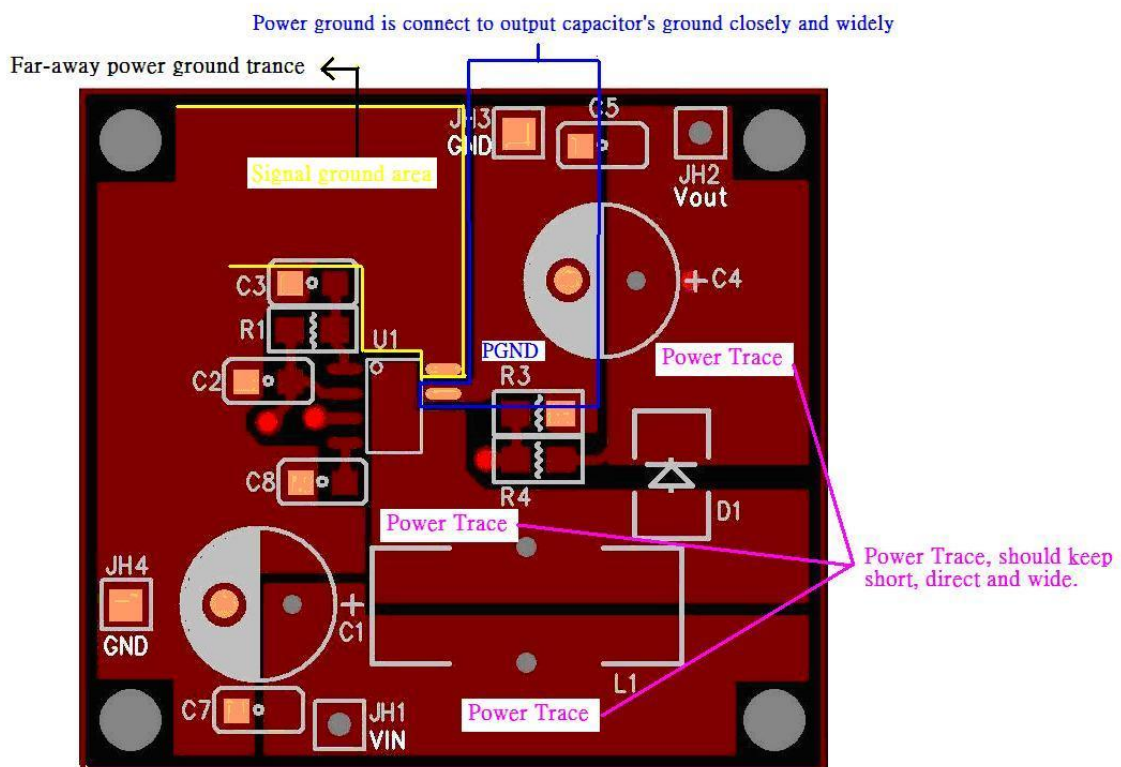 Power ground is connect to output capacitor's ground closely and widely
Far-away power ground trance
JH3
GND
C5
JH2
Vout
Signal ground area
C3
C4
R1
U1
PGND
Power Trace
C2
R3
C8
R4
D1
Power Trace
Power Trace, should keep
short, direct and wide.
JH4
GND
C1
L1
C7
JH1
VIN
Power Trace